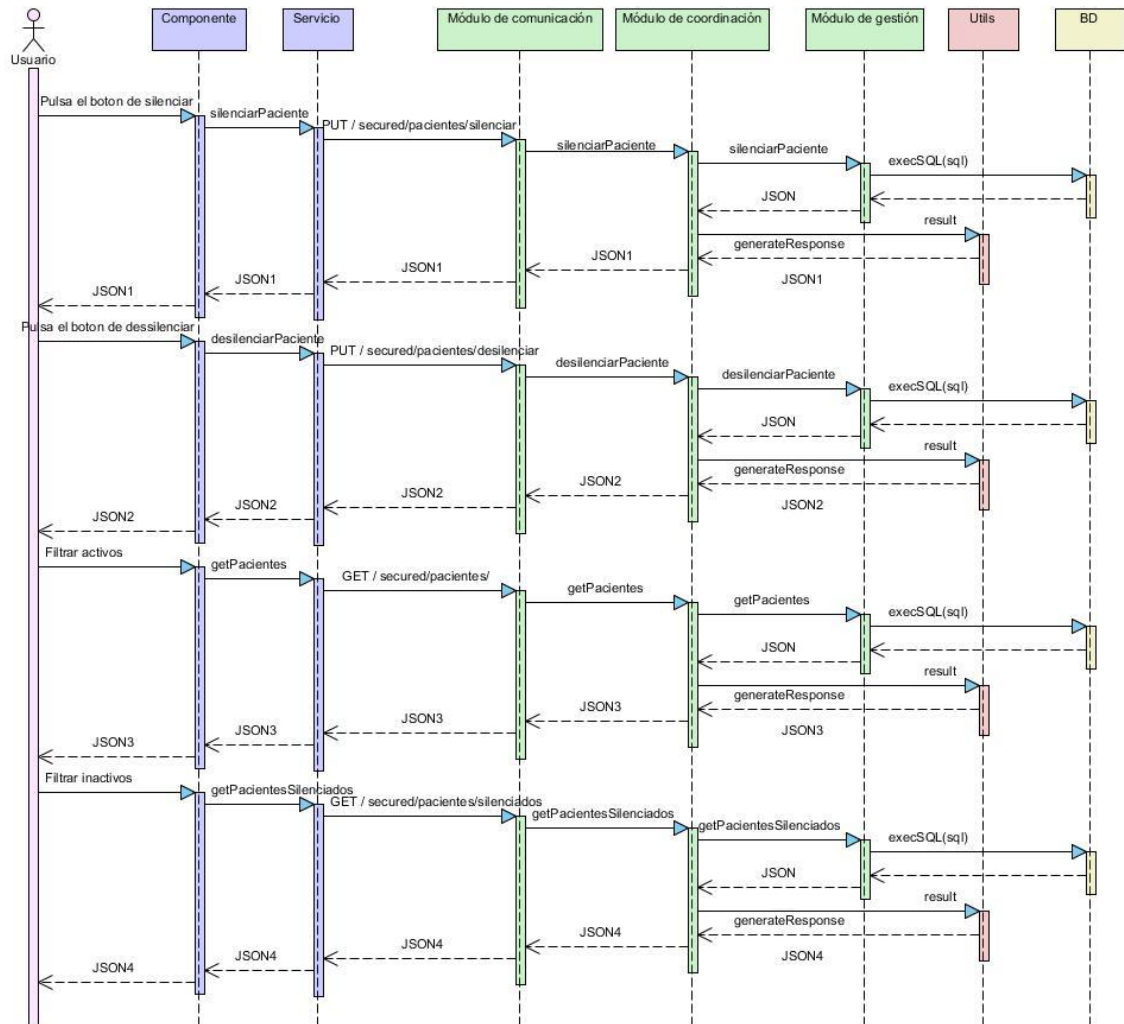 Componente
Servicio
Módulo de comunicación
Módulo de coordinación
Módulo de gestión
Utils
BD
Usuario
Pulsa el boton de silenciar
silenciarPaciente
PUT / secured/pacientes/silenciar
silenciarPaciente
silenciarPaciente
execSQL(sql)
JSON
result
generateResponse
JSON1
JSON1
JSON1
JSON1
JSON1
Pulsa el boton de dessilenciar
desilenciarPaciente
PUT / secured/pacientes/desilenciar
desilenciarPaciente
desilenciarPaciente
execSQL(sql)
JSON
result
generateResponse
JSON2
JSON2
JSON2
JSON2
JSON2
Filtrar activos
getPacientes
GET / secured/pacientes/
getPacientes
getPacientes
execSQL(sql)
JSON
result
generateResponse
JSON3
JSON3
JSON3
JSON3
JSON3
Filtrar inactivos
getPacientesSilenciados
GET / secured/pacientes/silenciados
getPacientesSilenciados
getPacientesSilenciados
execSQL(sql)
JSON
result
generateResponse
JSON4
JSON4
JSON4
JSON4
JSON4